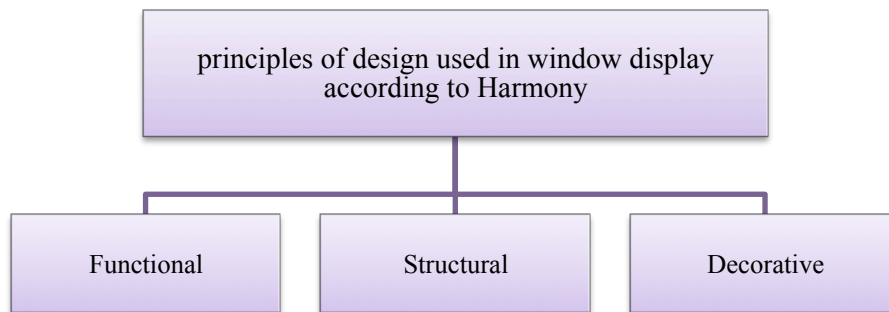 principles of design used in window display
according to Harmony
Functional
Structural
Decorative